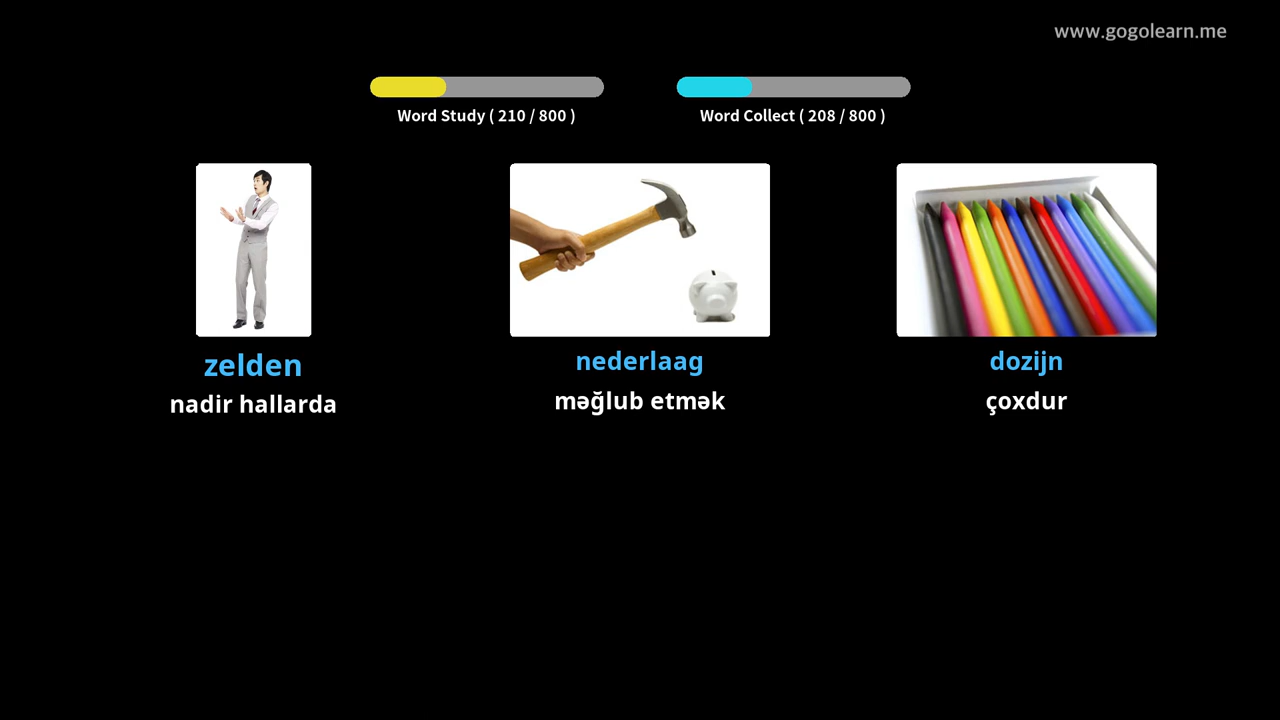 www.gogolearn.me
Word Study ( 210 / 800 )
Word Collect ( 208 / 800 )
zelden
nadir hallarda
nederlaag
məğlub etmək
dozijn
çoxdur